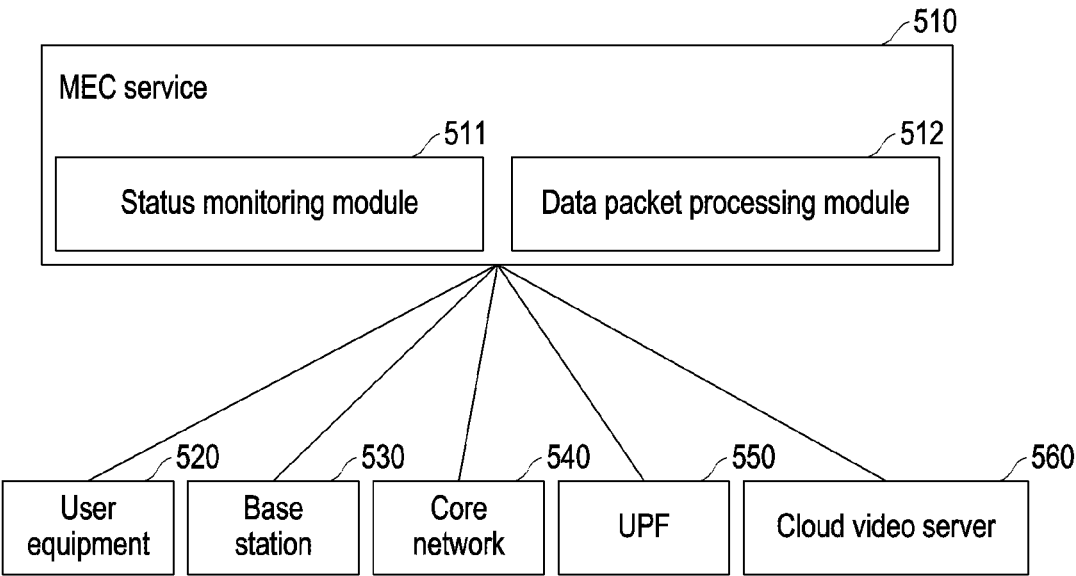 510
MEC service
511
512
Status monitoring module
Data packet processing module
520
530
540
550
560
User
equipment
Base
station
Core
network
UPF
Cloud video server